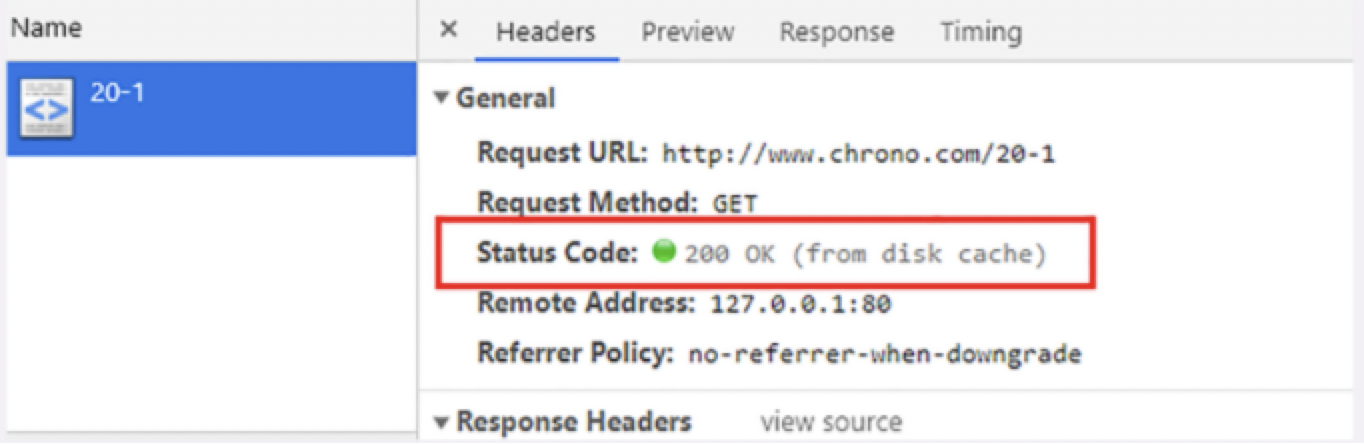 Name
20-1
× Headers Preview Response Timing
▼ General
Request URL: http://www.chrono.com/20-1
Request Method: GET
Status Code: 200 OK (from disk cache)
Remote Address: 127.0.0.1:80
Referrer Policy: no-referrer-when-downgrade
▼ Response Headers view source